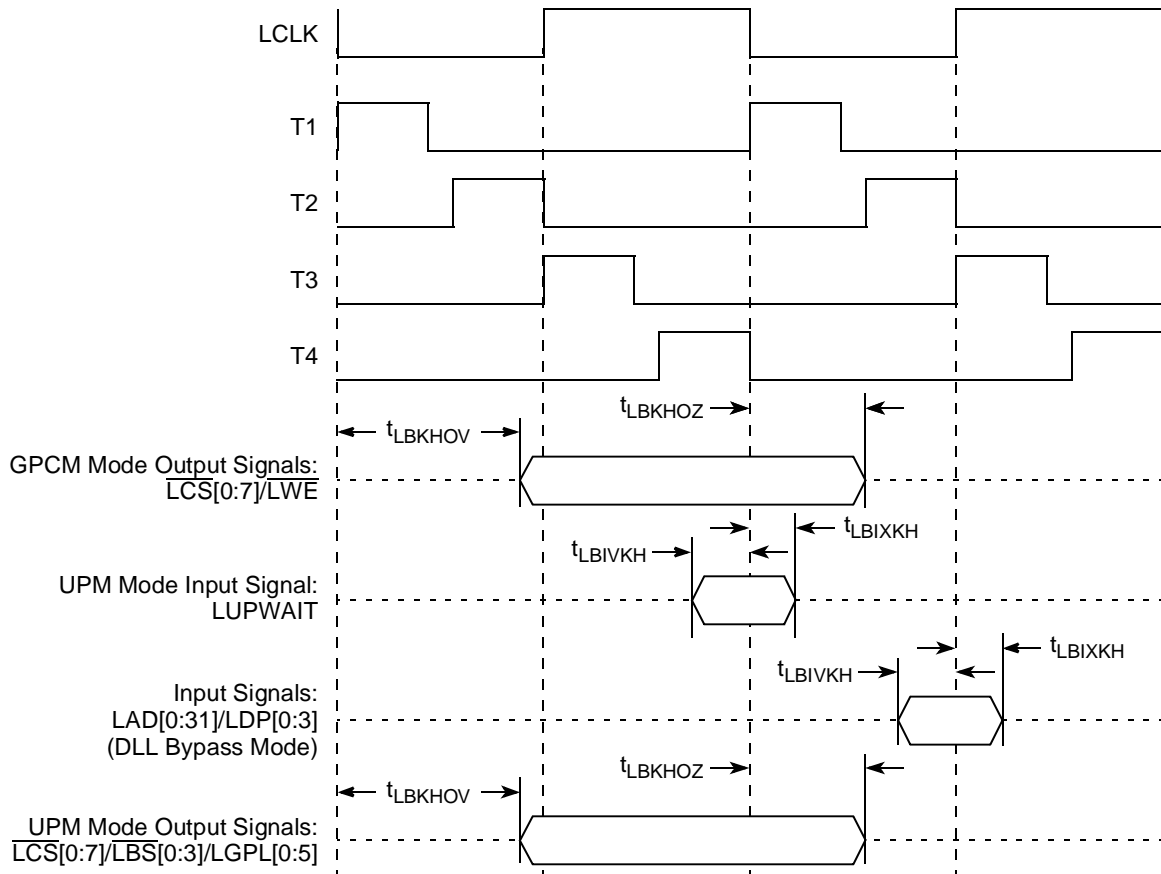 LCLK
T1
T2
T3
T4
tLBKHOZ
tLBKHOV
GPCM Mode Output Signals:
LCS[0:7]/LWE
tLBIXKH
tLBIVKH
UPM Mode Input Signal:
LUPWAIT
tLBIXKH
tLBIVKH
Input Signals:
LAD[0:31]/LDP[0:3]
(DLL Bypass Mode)
tLBKHOZ
tLBKHOV
UPM Mode Output Signals:
LCS[0:7]/LBS[0:3]/LGPL[0:5]